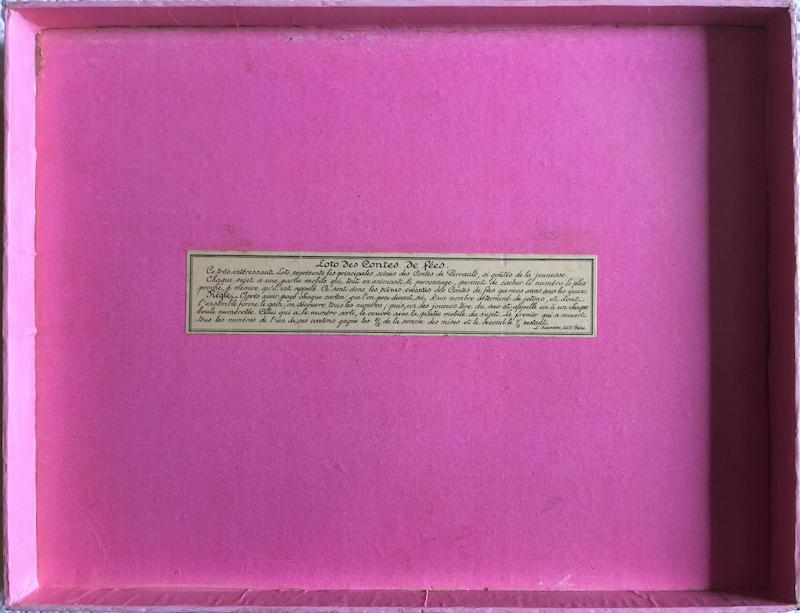 Loto des Contes de fées.
Ce très intéressant Loto représente les principales scènes des Contes de Perrault, si goûtés de la jeunesse.
Chaque sujet a une partie mobile qui, tout en animant le personnage, permet de cacher le numéro le plus
proche, à mesure qu'il est appelé. Ce sont donc les scènes vivantes des Contes de fées que nous avons sous les yeux.
Règle. Après avoir payé chaque carton, que l'on pose devant soi, d'un nombre déterminé de jetons, et dont
l'ensemble forme le gain, on découvre tous les numéros; puis, un des joueurs tire du sac et appelle un à un chaque
boule numérotée. Celui qui a le numéro sorti, le couvre avec la partie mobile du sujet. Le premier qui a couvert
tous les numéros de l'un de ses cartons gagne les de la somme des mises et le second le restant.
Edit. Paris.